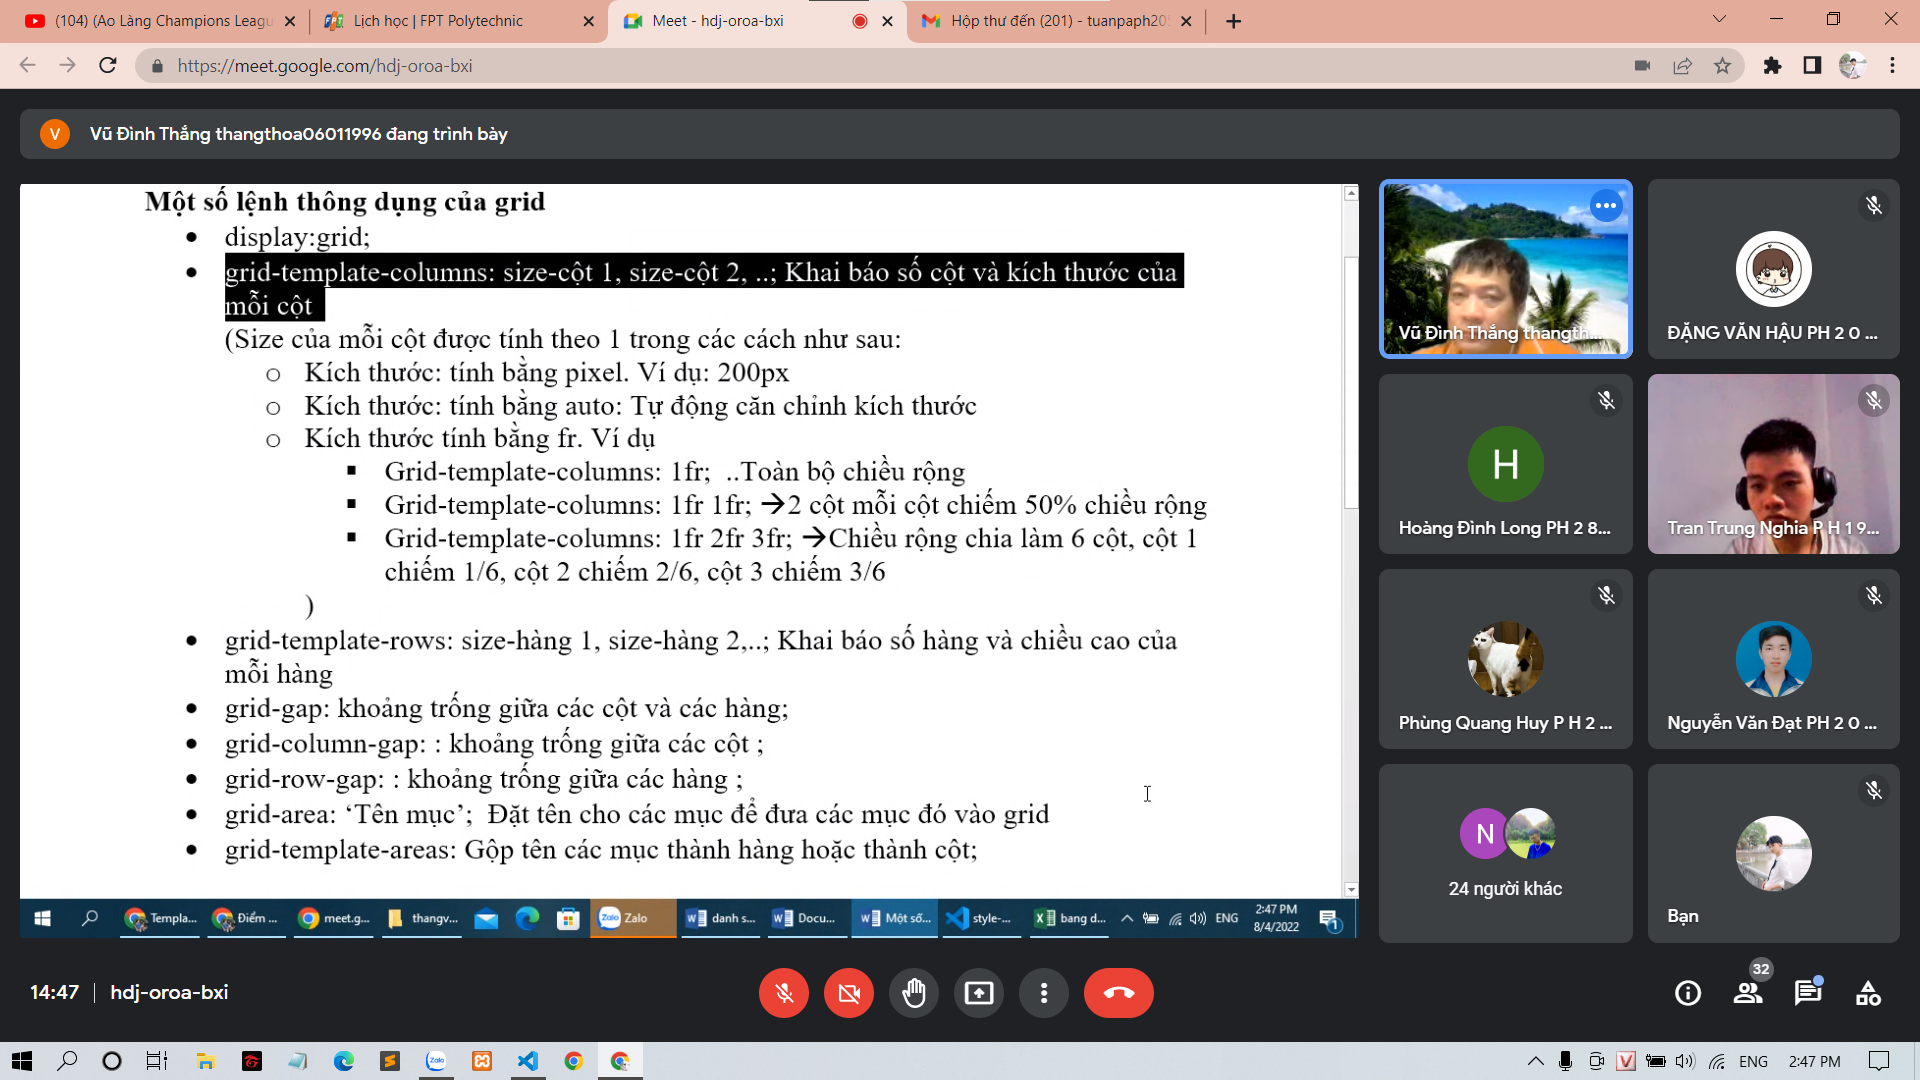 (104) (Ao Làng Champions Leagu
Lịch học | FPT Polytechnic
Meet - hdj-oroa-bxi
Hộp thư đến (201) - tuanpaph205
https://meet.google.com/hdj-oroa-bxi
V
Vũ Đình Thắng thangthoa06011996 đang trình bày
Một số lệnh thông dụng của grid
• display:grid;
• grid-template-columns: size-cột 1, size-cột 2, ..; Khai báo số cột và kích thước của
mỗi cột
(Size của mỗi cột được tính theo 1 trong các cách như sau:
o Kích thước: tính bằng pixel. Ví dụ: 200px
o Kích thước: tính bằng auto: Tự động căn chỉnh kích thước
o Kích thước tính bằng fr. Ví dụ
▪ Grid-template-columns: 1fr; ..Toàn bộ chiều rộng
▪ Grid-template-columns: 1fr 1fr; →2 cột mỗi cột chiếm 50% chiều rộng
▪ Grid-template-columns: 1fr 2fr 3fr; →Chiều rộng chia làm 6 cột, cột 1
chiếm 1/6, cột 2 chiếm 2/6, cột 3 chiếm 3/6
)
• grid-template-rows: size-hàng 1, size-hàng 2,..; Khai báo số hàng và chiều cao của
mỗi hàng
• grid-gap: khoảng trống giữa các cột và các hàng;
• grid-column-gap: : khoảng trống giữa các cột ;
• grid-row-gap: : khoảng trống giữa các hàng ;
• grid-area: ‘Tên mục’; Đặt tên cho các mục để đưa các mục đó vào grid
• grid-template-areas: Gộp tên các mục thành hàng hoặc thành cột;
Templa...
Điểm ...
meet.g...
thangv...
Zalo
Zalo
danh s...
Docu...
Một số...
style-...
bang d...
ENG
2:47 PM
8/4/2022
1
Vũ Đình Thắng thangth...
ĐẶNG VĂN HẬU PH 2 0 ...
H
Hoàng Đình Long PH 2 8...
Tran Trung Nghia P H 1 9...
Phùng Quang Huy P H 2 ...
Nguyễn Văn Đạt PH 2 0 ...
N
24 người khác
Bạn
14:47 | hdj-oroa-bxi
32
Zalo
V
ENG
2:47 PM